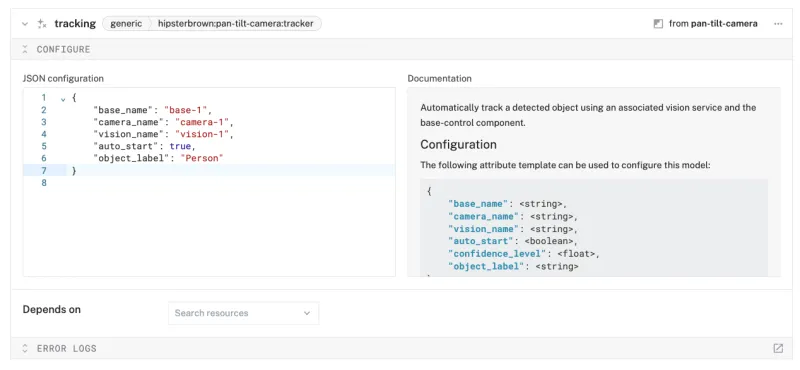 tracking generic hipsterbrown:pan-tilt-camera:tracker from pan-tilt-camera ...
CONFIGURE
JSON configuration
1 {
2 "base_name": "base-1",
3 "camera_name": "camera-1",
4 "vision_name": "vision-1",
5 "auto_start": true,
6 "object_label": "Person"
7 }
8
Documentation
Automatically track a detected object using an associated vision service and the
base-control component.
Configuration
The following attribute template can be used to configure this model:
{
"base_name": <string>,
"camera_name": <string>,
"vision_name": <string>,
"auto_start": <boolean>,
"confidence_level": <float>,
"object_label": <string>
Depends on
Search resources
ERROR LOGS